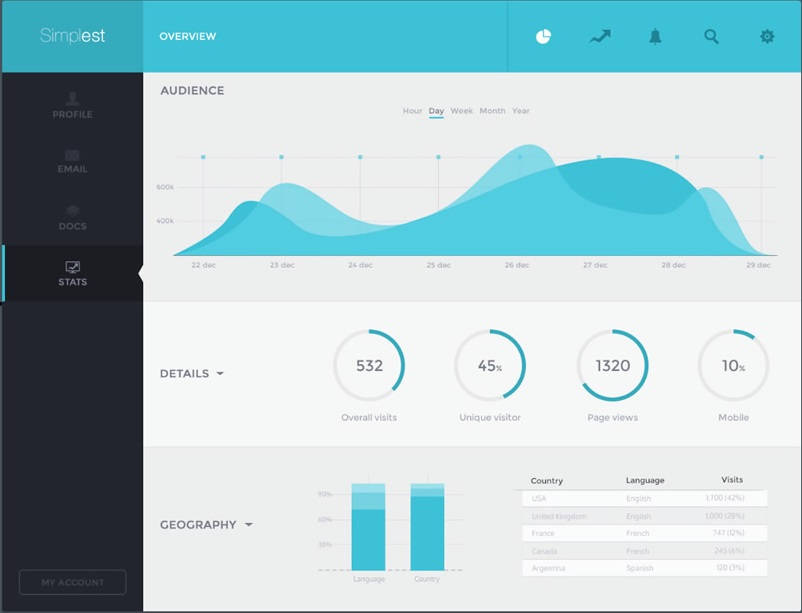 Simplest
OVERVIEW
PROFILE
EMAIL
DOCS
STATS
MY ACCOUNT
AUDIENCE
Hour Day Week Month Year
600k
400k
22 dec 23 dec 24 dec 25 dec 26 dec 27 dec 28 dec 29 dec
DETAILS
532 45% 1320 10%
Overall visits Unique visitor Page views Mobile
GEOGRAPHY
90%
60%
30%
Language Country
Country Language Visits
USA English 1,700 (42%)
United Kingdom English 1,000 (28%)
France French 747 (12%)
Canada French 245 (6%)
Argentina Spanish 120 (3%)